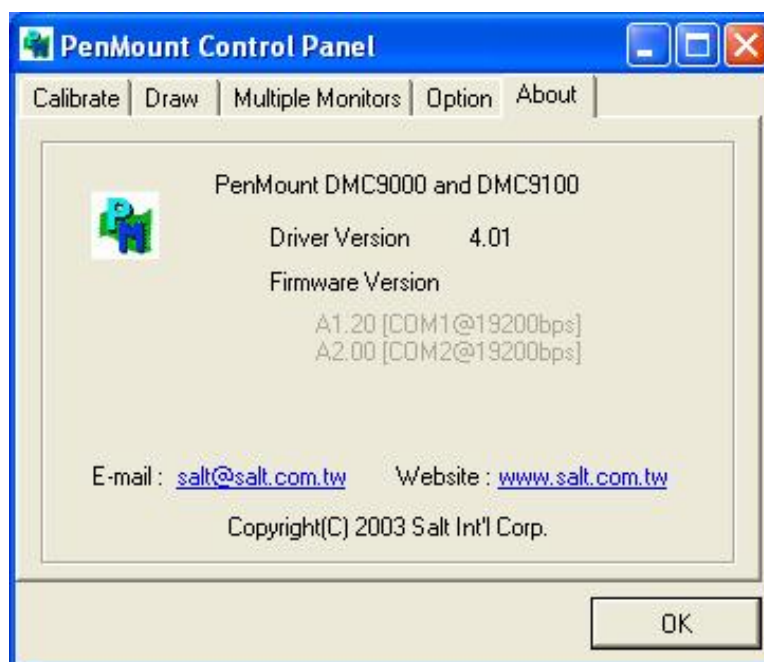 PenMount Control Panel
Calibrate Draw Multiple Monitors Option About
PM
PenMount DMC9000 and DMC9100
Driver Version 4.01
Firmware Version
A1.20 [COM1@19200bps]
A2.00 [COM2@19200bps]
E-mail : salt@salt.com.tw Website : www.salt.com.tw
Copyright(C) 2003 Salt Int'l Corp.
OK